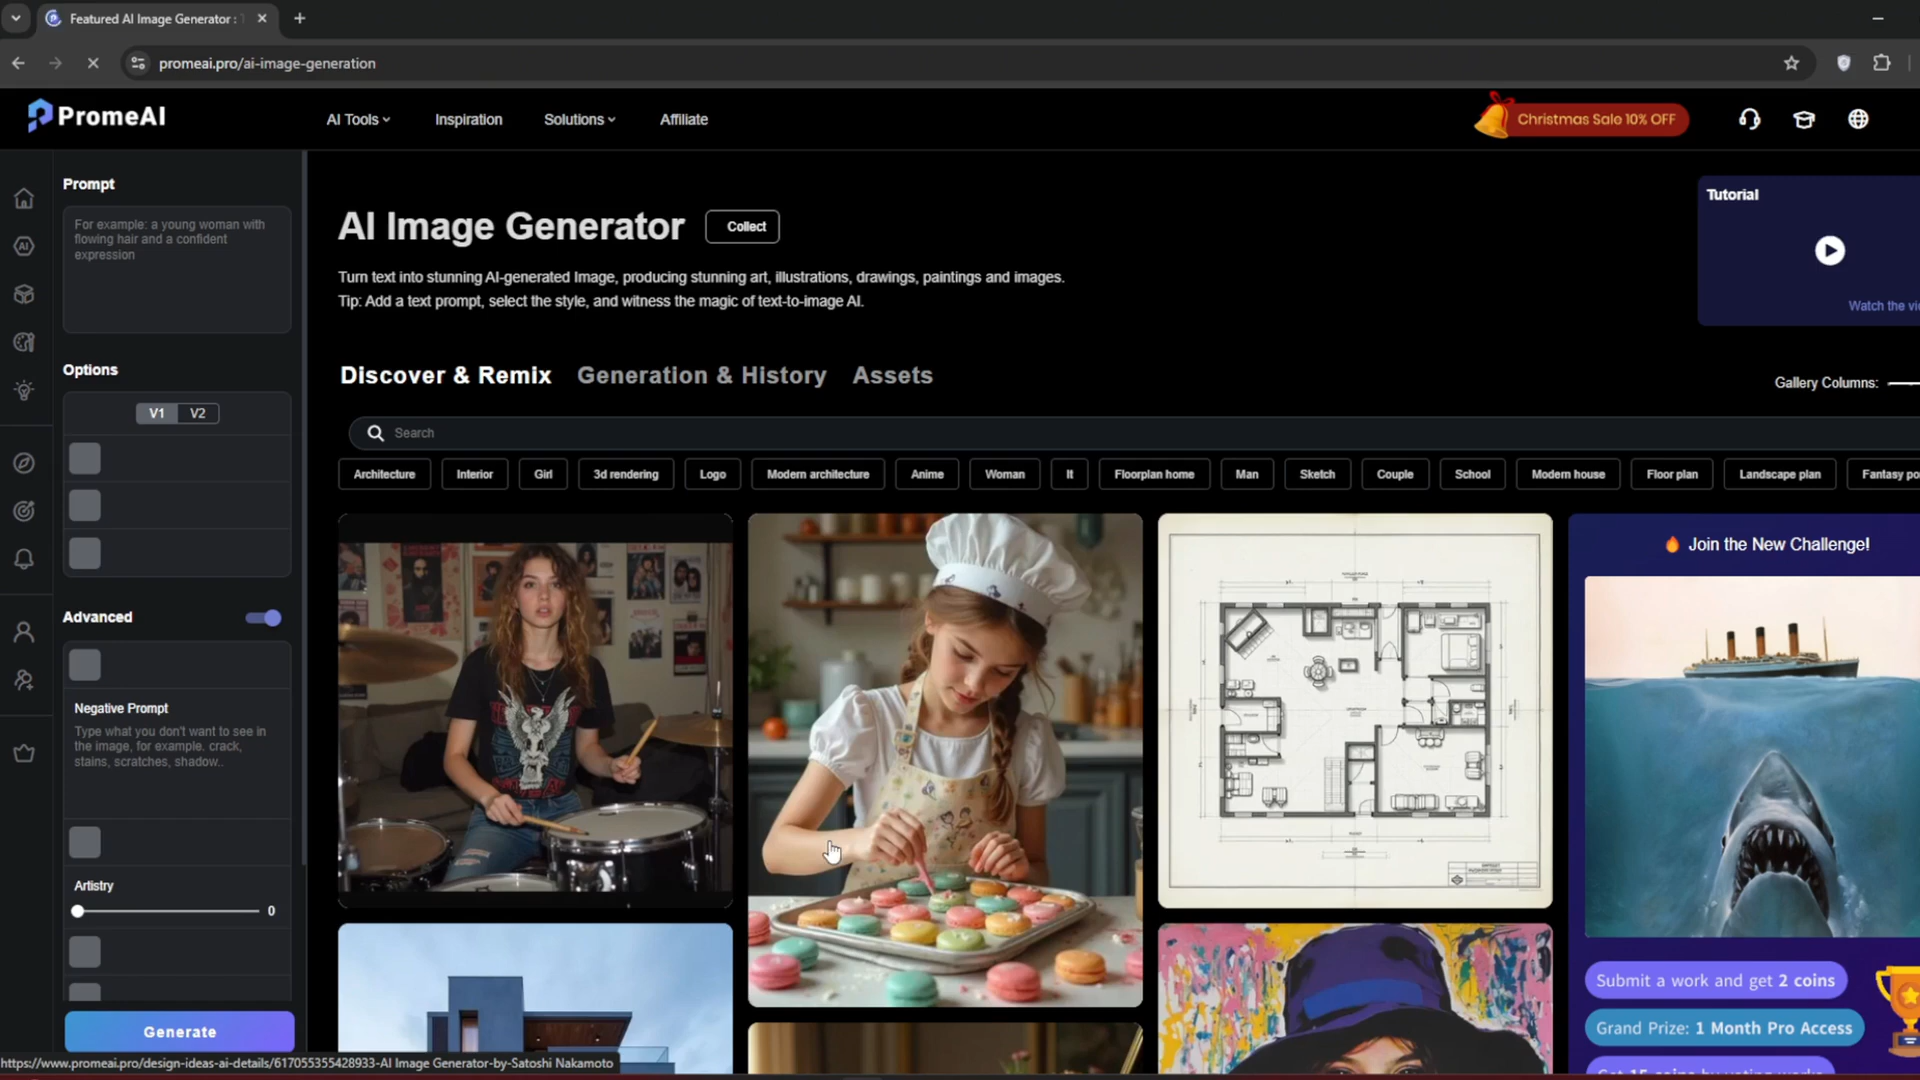 Featured AI Image Generator :
promeai.pro/ai-image-generation
PromeAI
AI Tools
Inspiration
Solutions
Affiliate
Christmas Sale 10% OFF
Prompt
For example: a young woman with
flowing hair and a confident
expression
Options
V1
V2
Advanced
Negative Prompt
Type what you don't want to see in
the image, for example. crack,
stains, scratches, shadow..
Artistry
0
Generate
AI Image Generator
Collect
Turn text into stunning AI-generated Image, producing stunning art, illustrations, drawings, paintings and images.
Tip: Add a text prompt, select the style, and witness the magic of text-to-image AI.
Tutorial
Watch the vi
Discover & Remix
Generation & History
Assets
Gallery Columns:
Search
Architecture
Interior
Girl
3d rendering
Logo
Modern architecture
Anime
Woman
It
Floorplan home
Man
Sketch
Couple
School
Modern house
Floor plan
Landscape plan
Fantasy po
Join the New Challenge!
Submit a work and get 2 coins
Grand Prize: 1 Month Pro Access
Get 15 coins by voting works
https://www.promeai.pro/design-ideas-ai-details/617055355428933-AI Image Generator-by-Satoshi Nakamoto